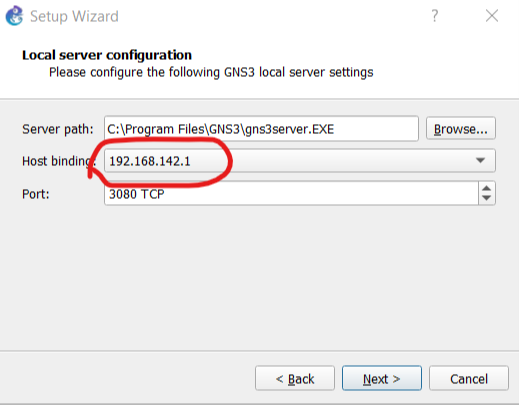 Setup Wizard
?
Local server configuration
Please configure the following GNS3 local server settings
Server path: C:\Program Files\GNS3\gns3server.EXE Browse...
Host binding: 192.168.142.1
Port: 3080 TCP
< Back Next > Cancel